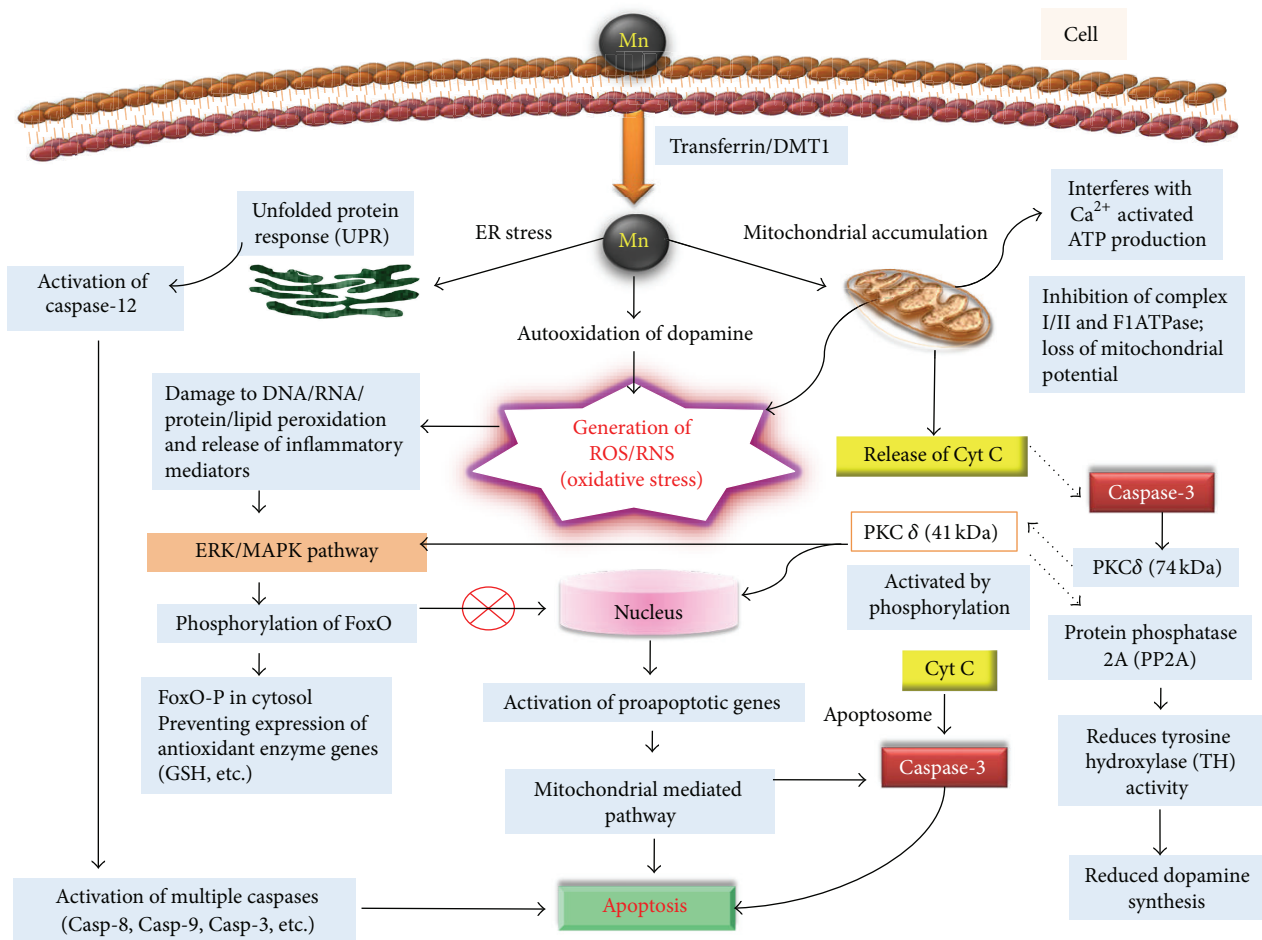 Mn
Cell
Transferrin/DMT1
Unfolded protein
response (UPR)
ER stress
Mn
Mitochondrial accumulation
Interferes with
Ca²⁺ activated
ATP production
Activation of
caspase-12
Autooxidation of dopamine
Inhibition of complex
I/II and F1ATPase;
loss of mitochondrial
potential
Damage to DNA/RNA/
protein/lipid peroxidation
and release of inflammatory
mediators
Generation of
ROS/RNS
(oxidative stress)
Release of Cyt C
Caspase-3
ERK/MAPK pathway
PKC δ (41 kDa)
PKCδ (74 kDa)
Activated by
phosphorylation
Phosphorylation of FoxO
Nucleus
Protein phosphatase
2A (PP2A)
Cyt C
FoxO-P in cytosol
Preventing expression of
antioxidant enzyme genes
(GSH, etc.)
Activation of proapoptotic genes
Apoptosome
Reduces tyrosine
hydroxylase (TH)
activity
Caspase-3
Mitochondrial mediated
pathway
Reduced dopamine
synthesis
Activation of multiple caspases
(Casp-8, Casp-9, Casp-3, etc.)
Apoptosis